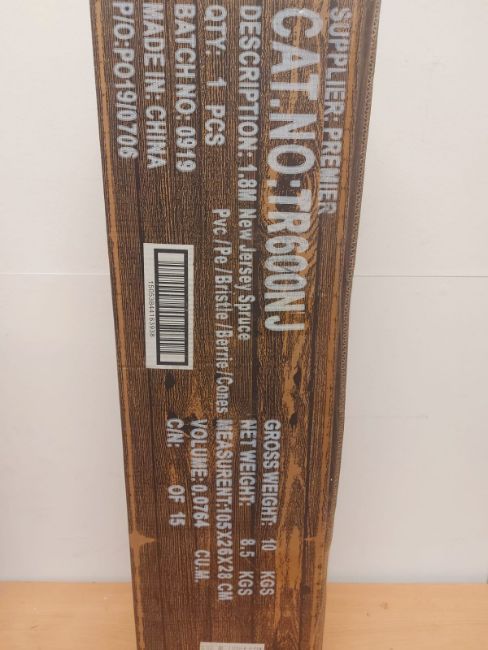 SUPPLIER: PREMIER
CAT.NO:TR600NJ
DESCRIPTION: 1.8M New Jersey Spruce
Pvc /Pe /Bristle /Berrie /Cones
QTY: 1 PCS
BATCH NO: 0919
MADE IN CHINA
P/O:PO19/0706
GROSS WEIGHT: 10 KGS
NET WEIGHT: 8.5 KGS
MEASURENT:105X26X28 CM
VOLUME: 0.0764 CU.M.
C/N: OF 15